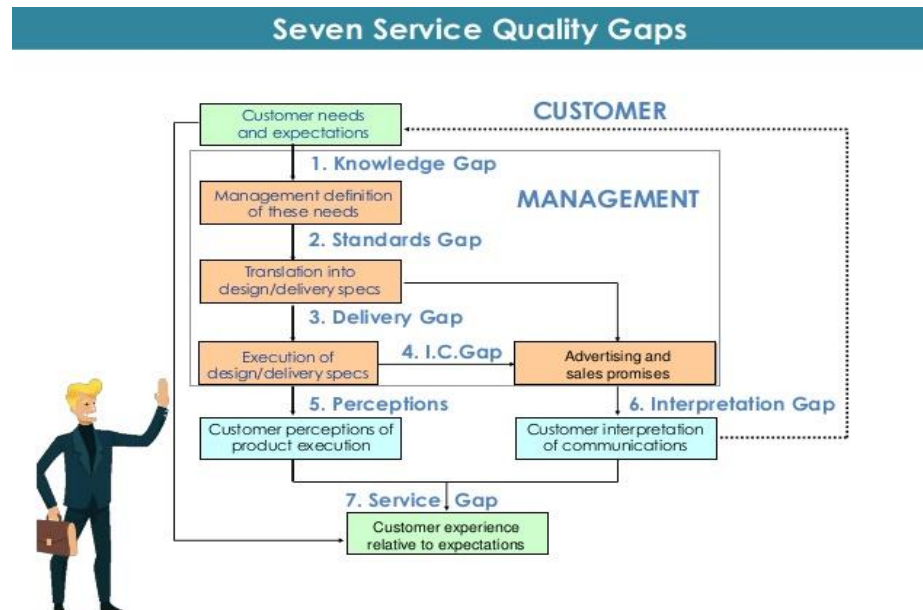 Seven Service Quality Gaps
Customer needs
and expectations
CUSTOMER
1. Knowledge Gap
Management definition
of these needs
MANAGEMENT
2. Standards Gap
Translation into
design/delivery specs
3. Delivery Gap
Execution of
design/delivery specs
4. I.C.Gap
Advertising and
sales promises
5. Perceptions
6. Interpretation Gap
Customer perceptions of
product execution
Customer interpretation
of communications
7. Service Gap
Customer experience
relative to expectations